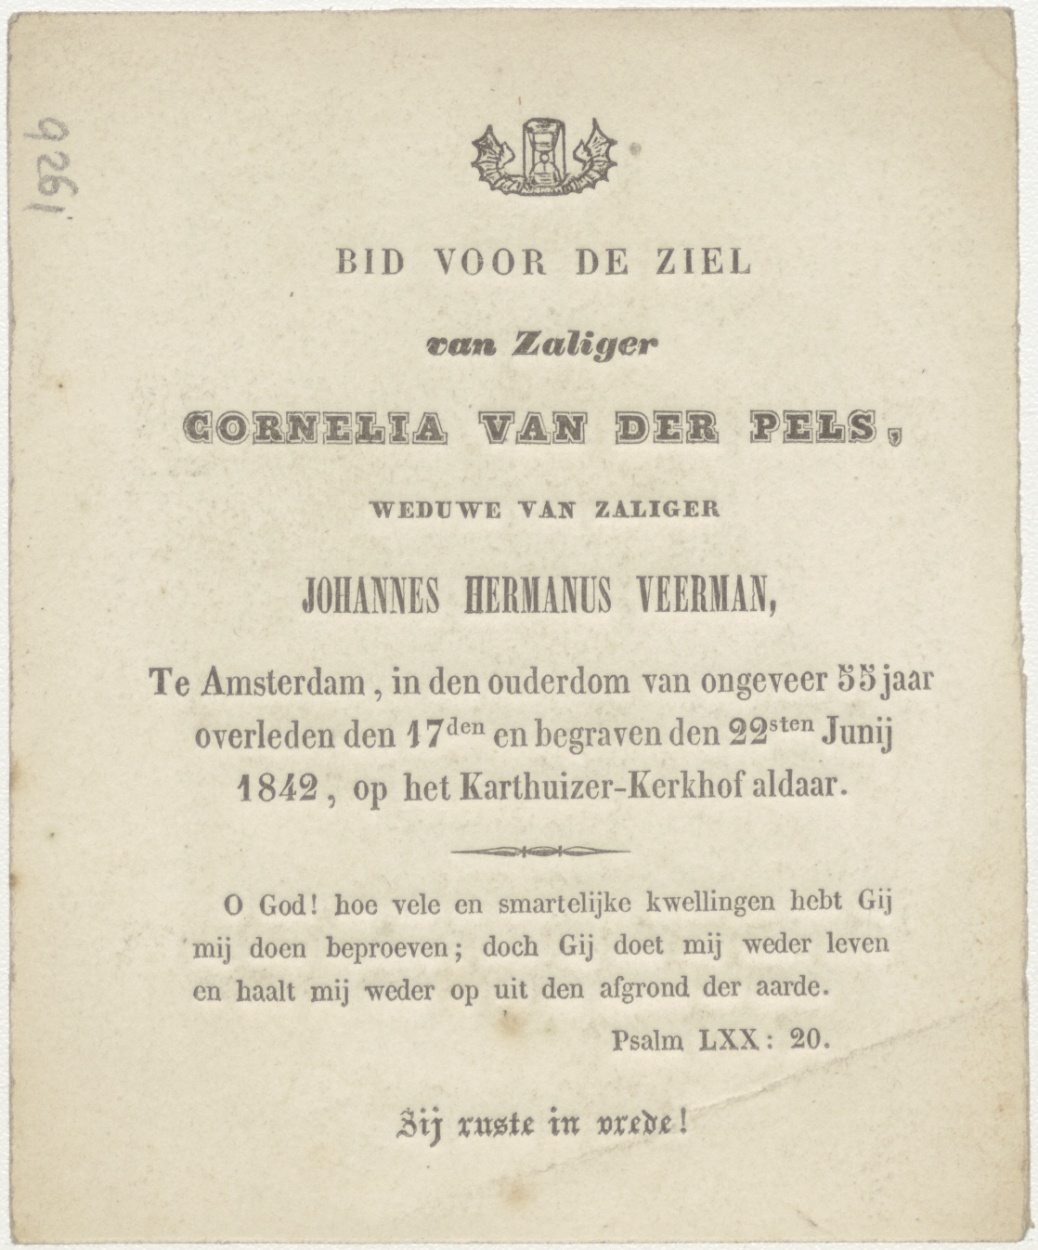 9261
BID VOOR DE ZIEL
van Zaliger
CORNELIA VAN DER PELS,
WEDUWE VAN ZALIGER
JOHANNES HERMANUS VEERMAN,
Te Amsterdam, in den ouderdom van ongeveer 55 jaar
overleden den 17den en begraven den 22sten Junij
1842, op het Karthuizer-Kerkhof aldaar.
O God! hoe vele en smartelijke kwellingen hebt Gij
mij doen beproeven; doch Gij doet mij weder leven
en haalt mij weder op uit den afgrond der aarde.
Psalm LXX: 20.
Zij ruste in vrede!